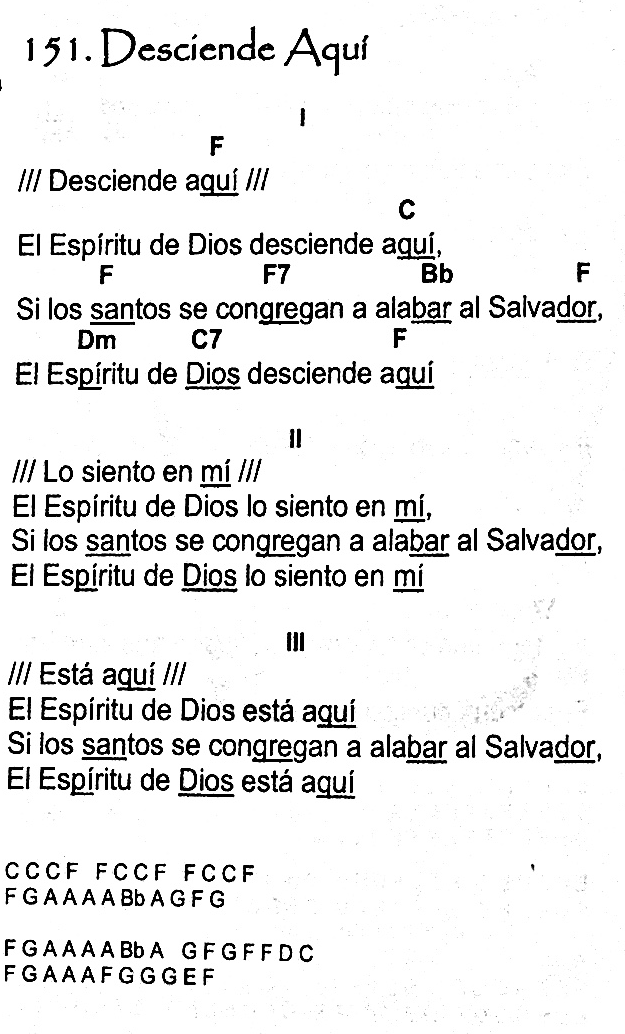 151. Desciende Aquí
I
F
/// Desciende aquí ///
C
El Espíritu de Dios desciende aquí,
F F7 Bb F
Si los santos se congregan a alabar al Salvador,
Dm C7 F
El Espíritu de Dios desciende aquí
II
/// Lo siento en mí ///
El Espíritu de Dios lo siento en mí,
Si los santos se congregan a alabar al Salvador,
El Espíritu de Dios lo siento en mí
III
/// Está aquí ///
El Espíritu de Dios está aquí
Si los santos se congregan a alabar al Salvador,
El Espíritu de Dios está aquí
C C C F F C C F F C C F
F G A A A A Bb A G F G
F G A A A A Bb A G F G F F D C
F G A A A F G G G E F